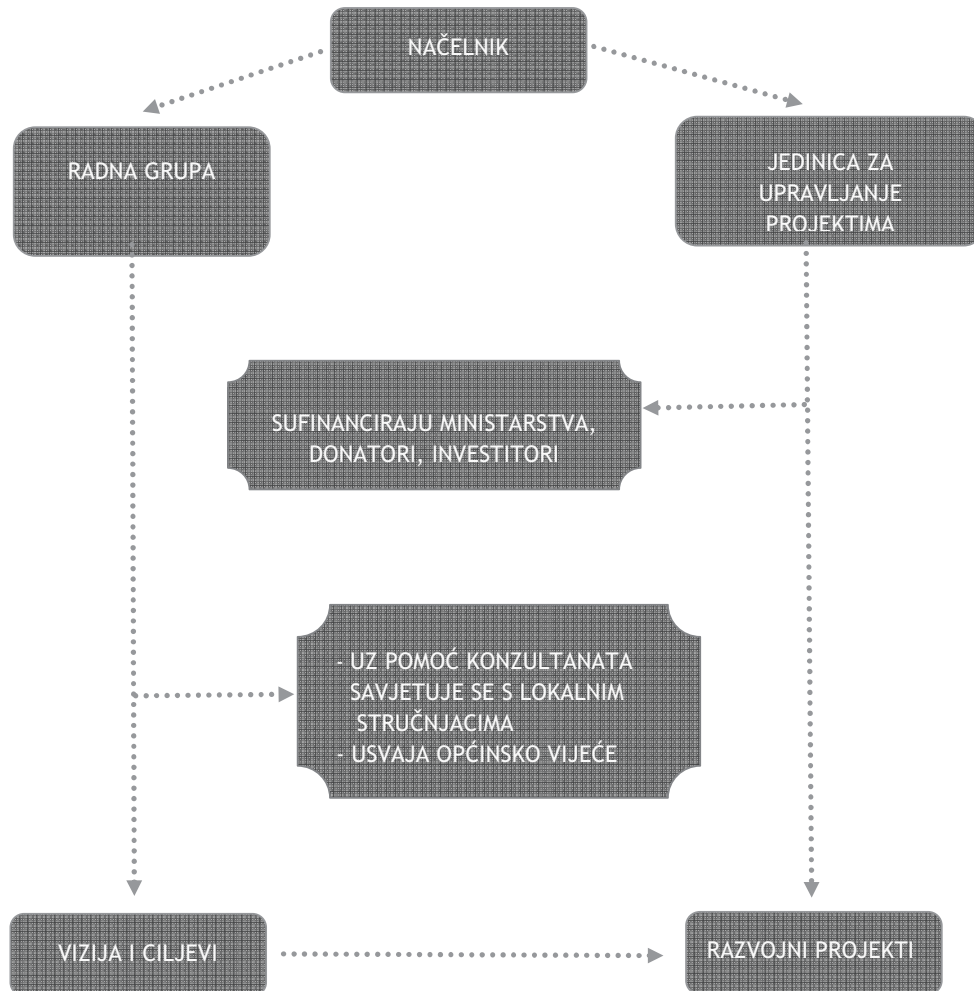 NAČELNIK
RADNA GRUPA
JEDINICA ZA
UPRAVLJANJE
PROJEKTIMA
SUFINANCIRAJU MINISTARSTVA,
DONATORI, INVESTITORI
- UZ POMOĆ KONZULTANATA
SAVJETUJE SE S LOKALNIM
STRUČNJACIMA
- USVAJA OPĆINSKO VIJEĆE
VIZIJA I CILJEVI
RAZVOJNI PROJEKTI